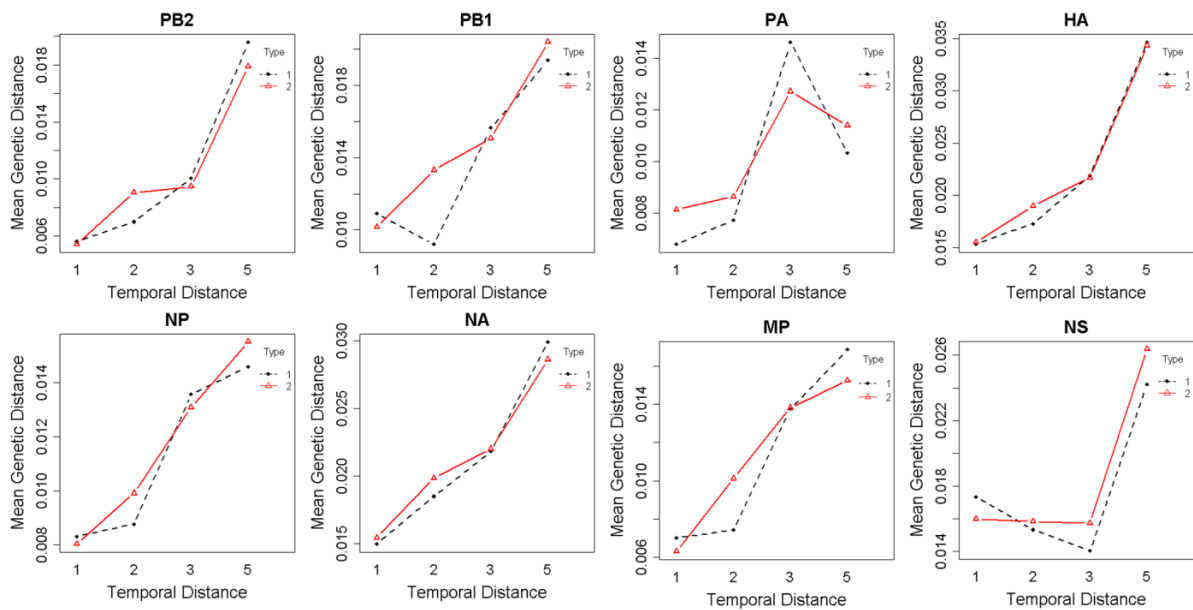 PB2
PB1
PA
HA
Mean Genetic Distance
0.006 0.010 0.014 0.018
Type
1
2
1 2 3 5
Temporal Distance
Mean Genetic Distance
0.010 0.014 0.018
Type
1
2
1 2 3 5
Temporal Distance
Mean Genetic Distance
0.008 0.010 0.012 0.014
Type
1
2
1 2 3 5
Temporal Distance
Mean Genetic Distance
0.015 0.020 0.025 0.030 0.035
Type
1
2
1 2 3 5
Temporal Distance
NP
NA
MP
NS
Mean Genetic Distance
0.008 0.010 0.012 0.014
Type
1
2
1 2 3 5
Temporal Distance
Mean Genetic Distance
0.015 0.020 0.025 0.030
Type
1
2
1 2 3 5
Temporal Distance
Mean Genetic Distance
0.006 0.010 0.014
Type
1
2
1 2 3 5
Temporal Distance
Mean Genetic Distance
0.014 0.018 0.022 0.026
Type
1
2
1 2 3 5
Temporal Distance